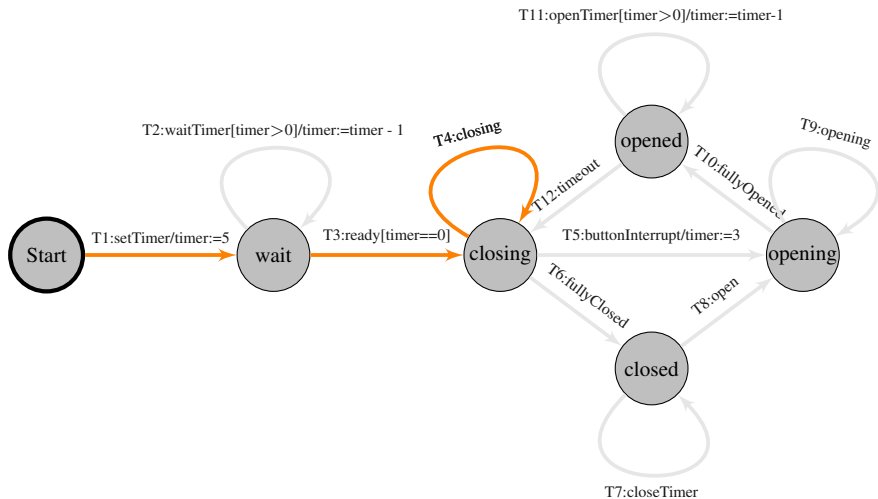 T11:openTimer[timer>0]/timer:=timer-1
T2:waitTimer[timer>0]/timer:=timer - 1
T4:closing
opened
T9:opening
T12:timeout
T10:fullyOpened
T1:setTimer/timer:=5
T3:ready[timer==0]
T5:buttonInterrupt/timer:=3
Start
wait
closing
opening
T6:fullyClosed
T8:open
closed
T7:closeTimer